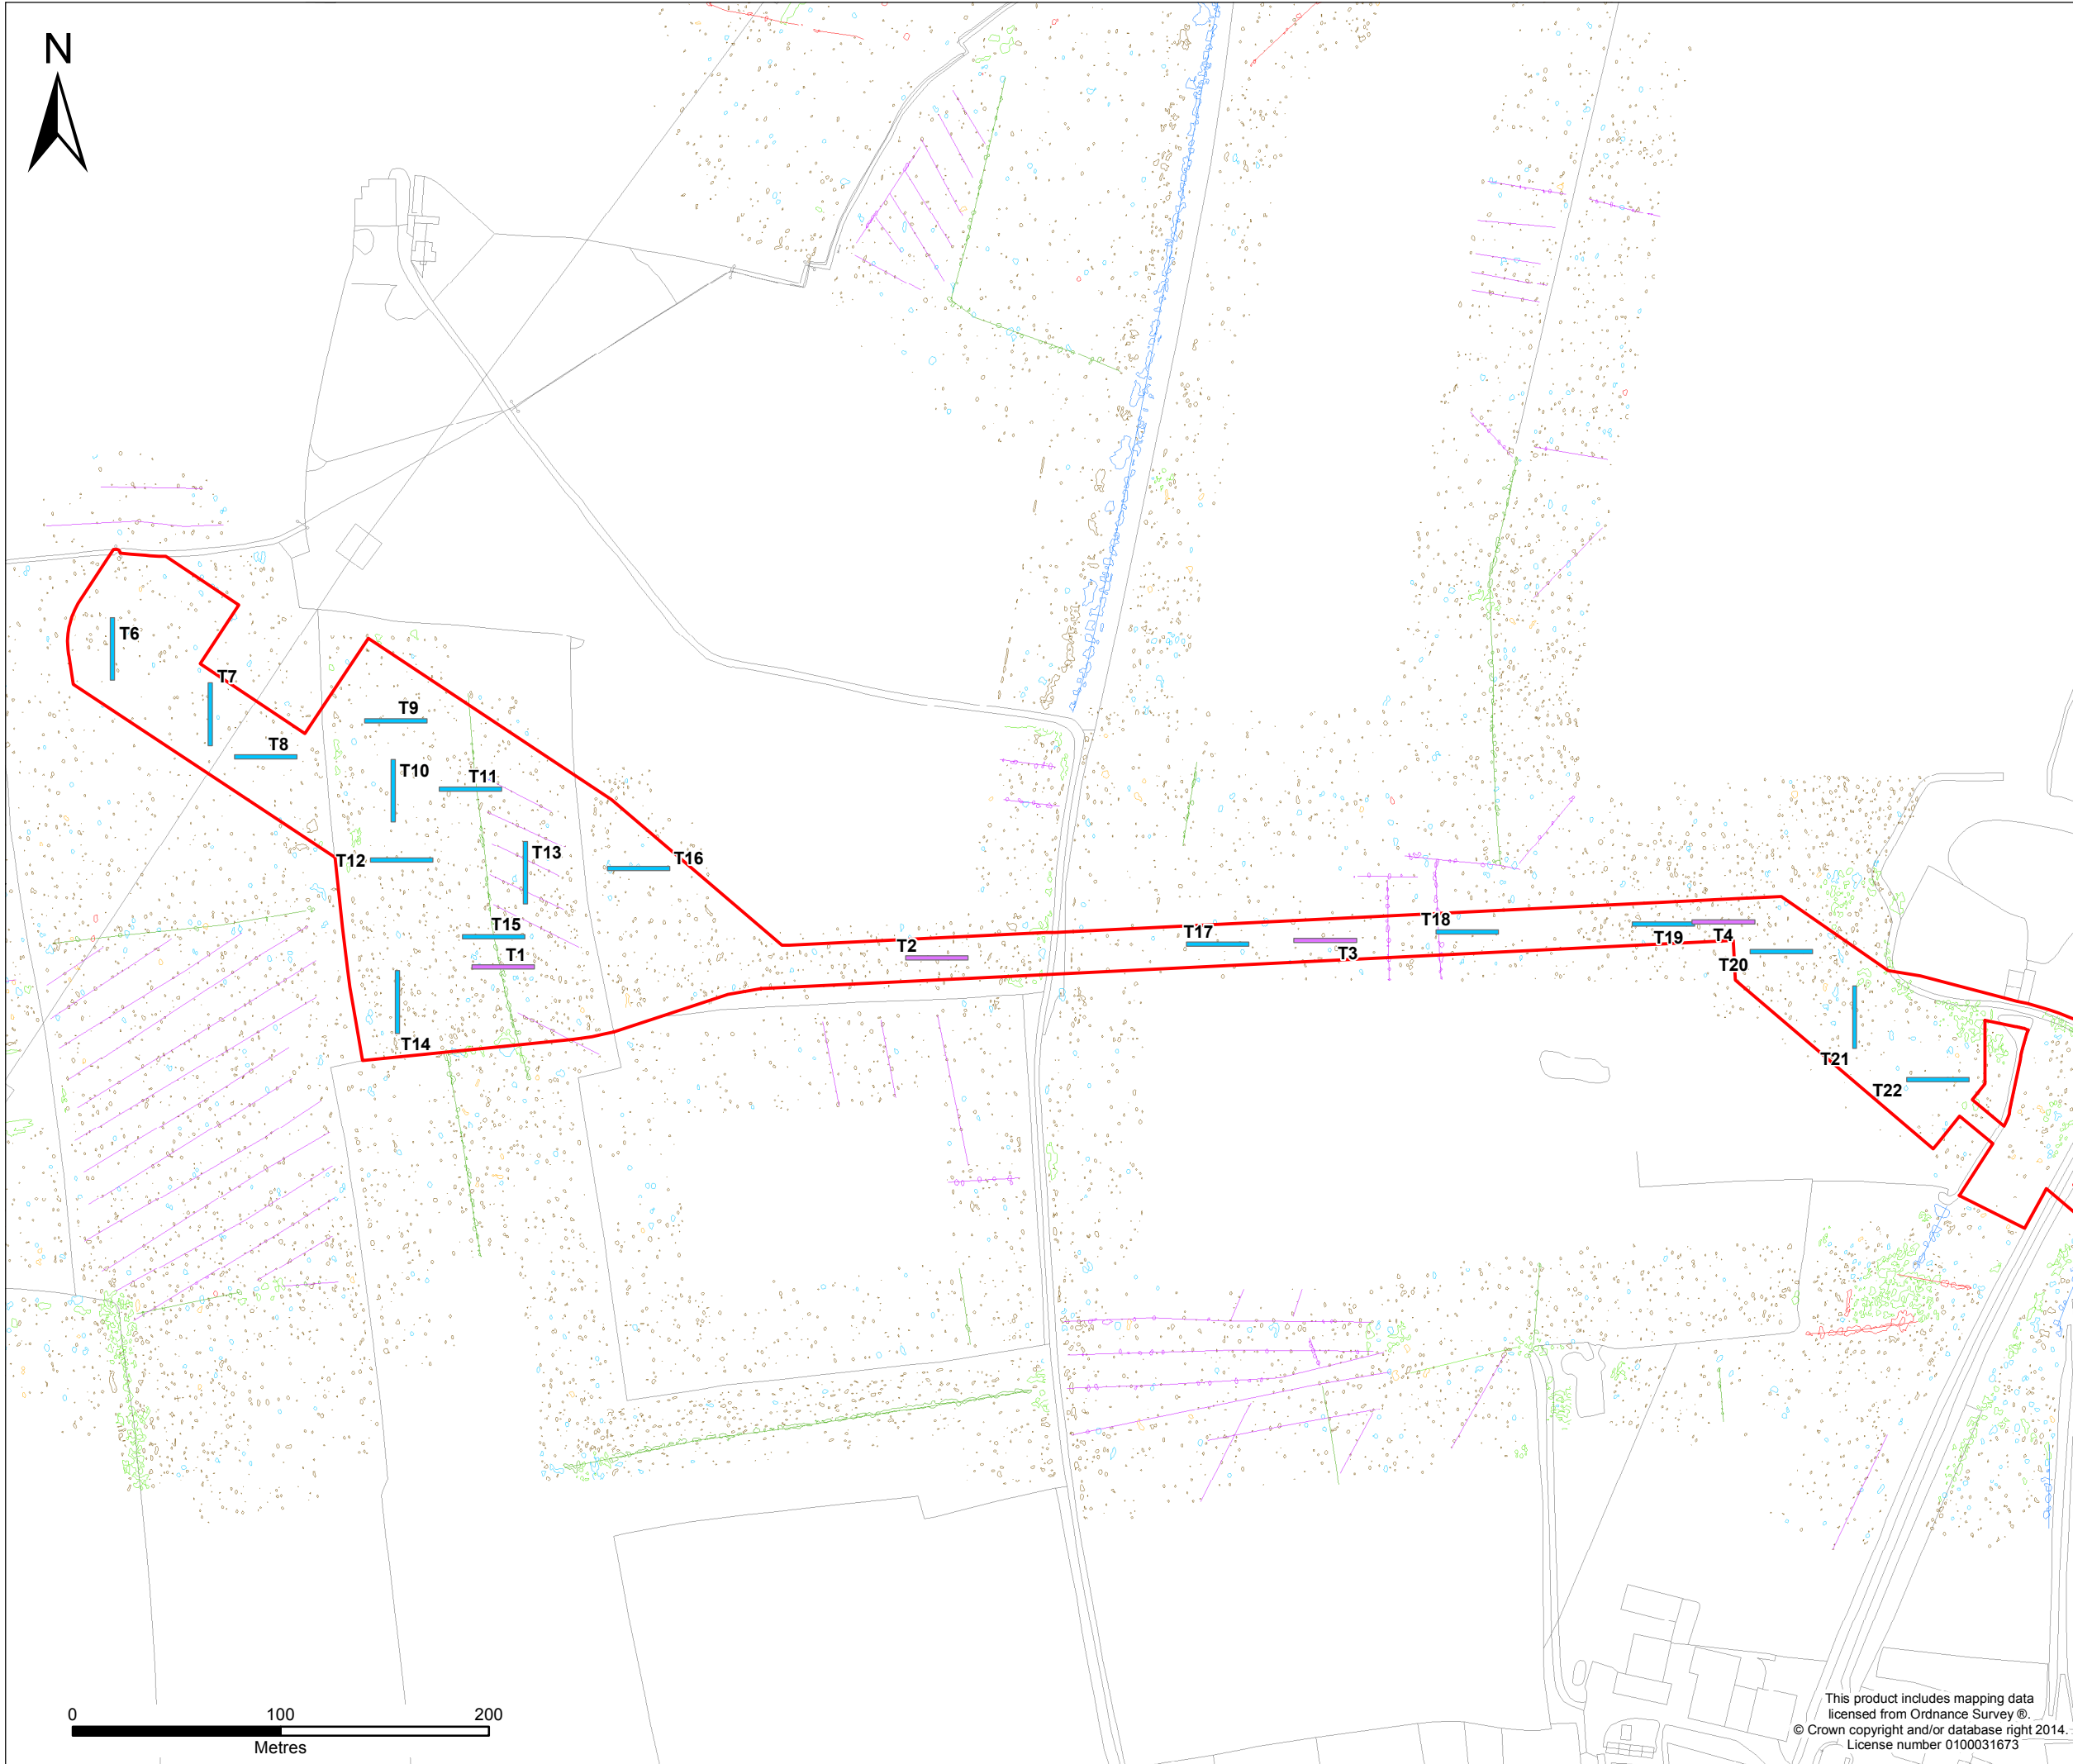 N
T6
T7
T8
T9
T10
T11
T12
T13
T16
T15
T1
T14
T2
T17
T3
T18
T19
T4
T20
T21
T22
0 100 200
Metres
This product includes mapping data
licensed from Ordnance Survey ®.
© Crown copyright and/or database right 2014.
License number 0100031673